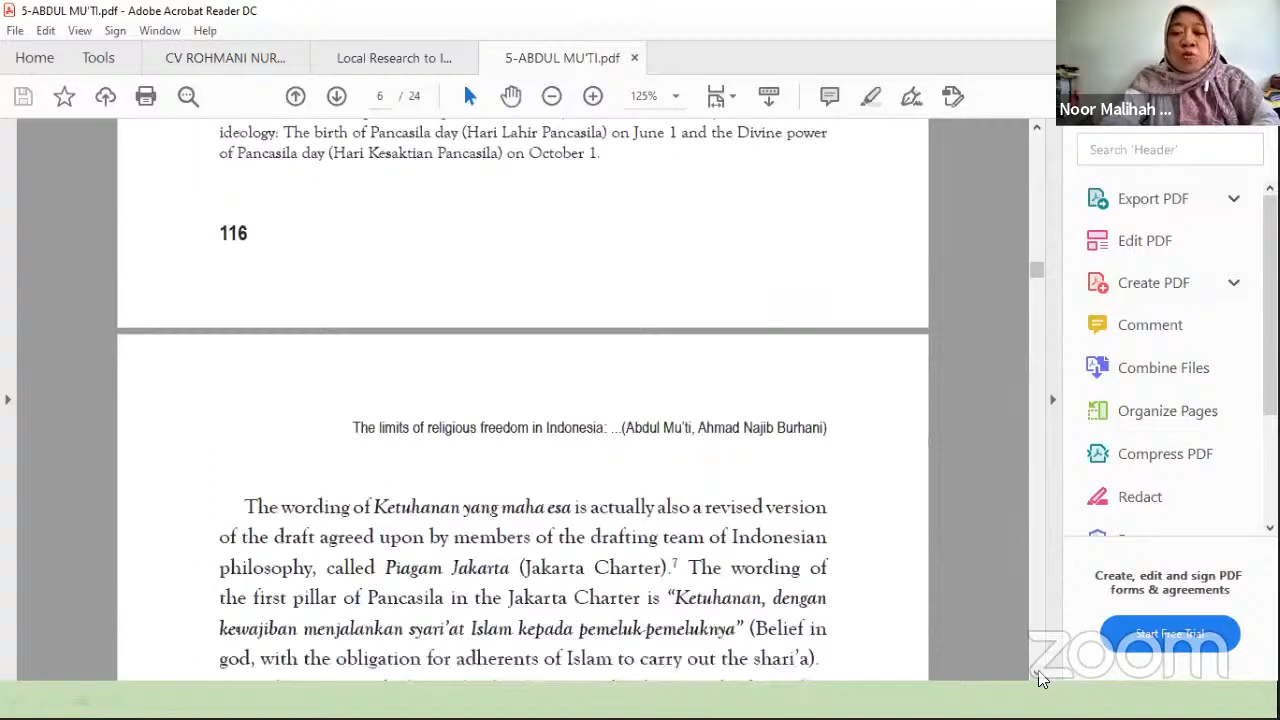 5-ABDUL MU'TI.pdf - Adobe Acrobat Reader DC
File Edit View Sign Window Help
Home Tools CV ROHMANI NUR... Local Research to I... 5-ABDUL MU'TI.pdf ×
6 / 24 125%
Noor Malihah ...
ideology: The birth of Pancasila day (Hari Lahir Pancasila) on June 1 and the Divine power
of Pancasila day (Hari Kesaktian Pancasila) on October 1.
116
The limits of religious freedom in Indonesia: ...(Abdul Mu'ti, Ahmad Najib Burhani)
The wording of Ketuhanan yang maha esa is actually also a revised version
of the draft agreed upon by members of the drafting team of Indonesian
philosophy, called Piagam Jakarta (Jakarta Charter).7 The wording of
the first pillar of Pancasila in the Jakarta Charter is “Ketuhanan, dengan
kewajiban menjalankan syari’at Islam kepada pemeluk-pemeluknya” (Belief in
god, with the obligation for adherents of Islam to carry out the shari’a).
Search 'Header'
Export PDF
Edit PDF
Create PDF
Comment
Combine Files
Organize Pages
Compress PDF
Redact
Create, edit and sign PDF
forms & agreements
Start Free Trial
zoom